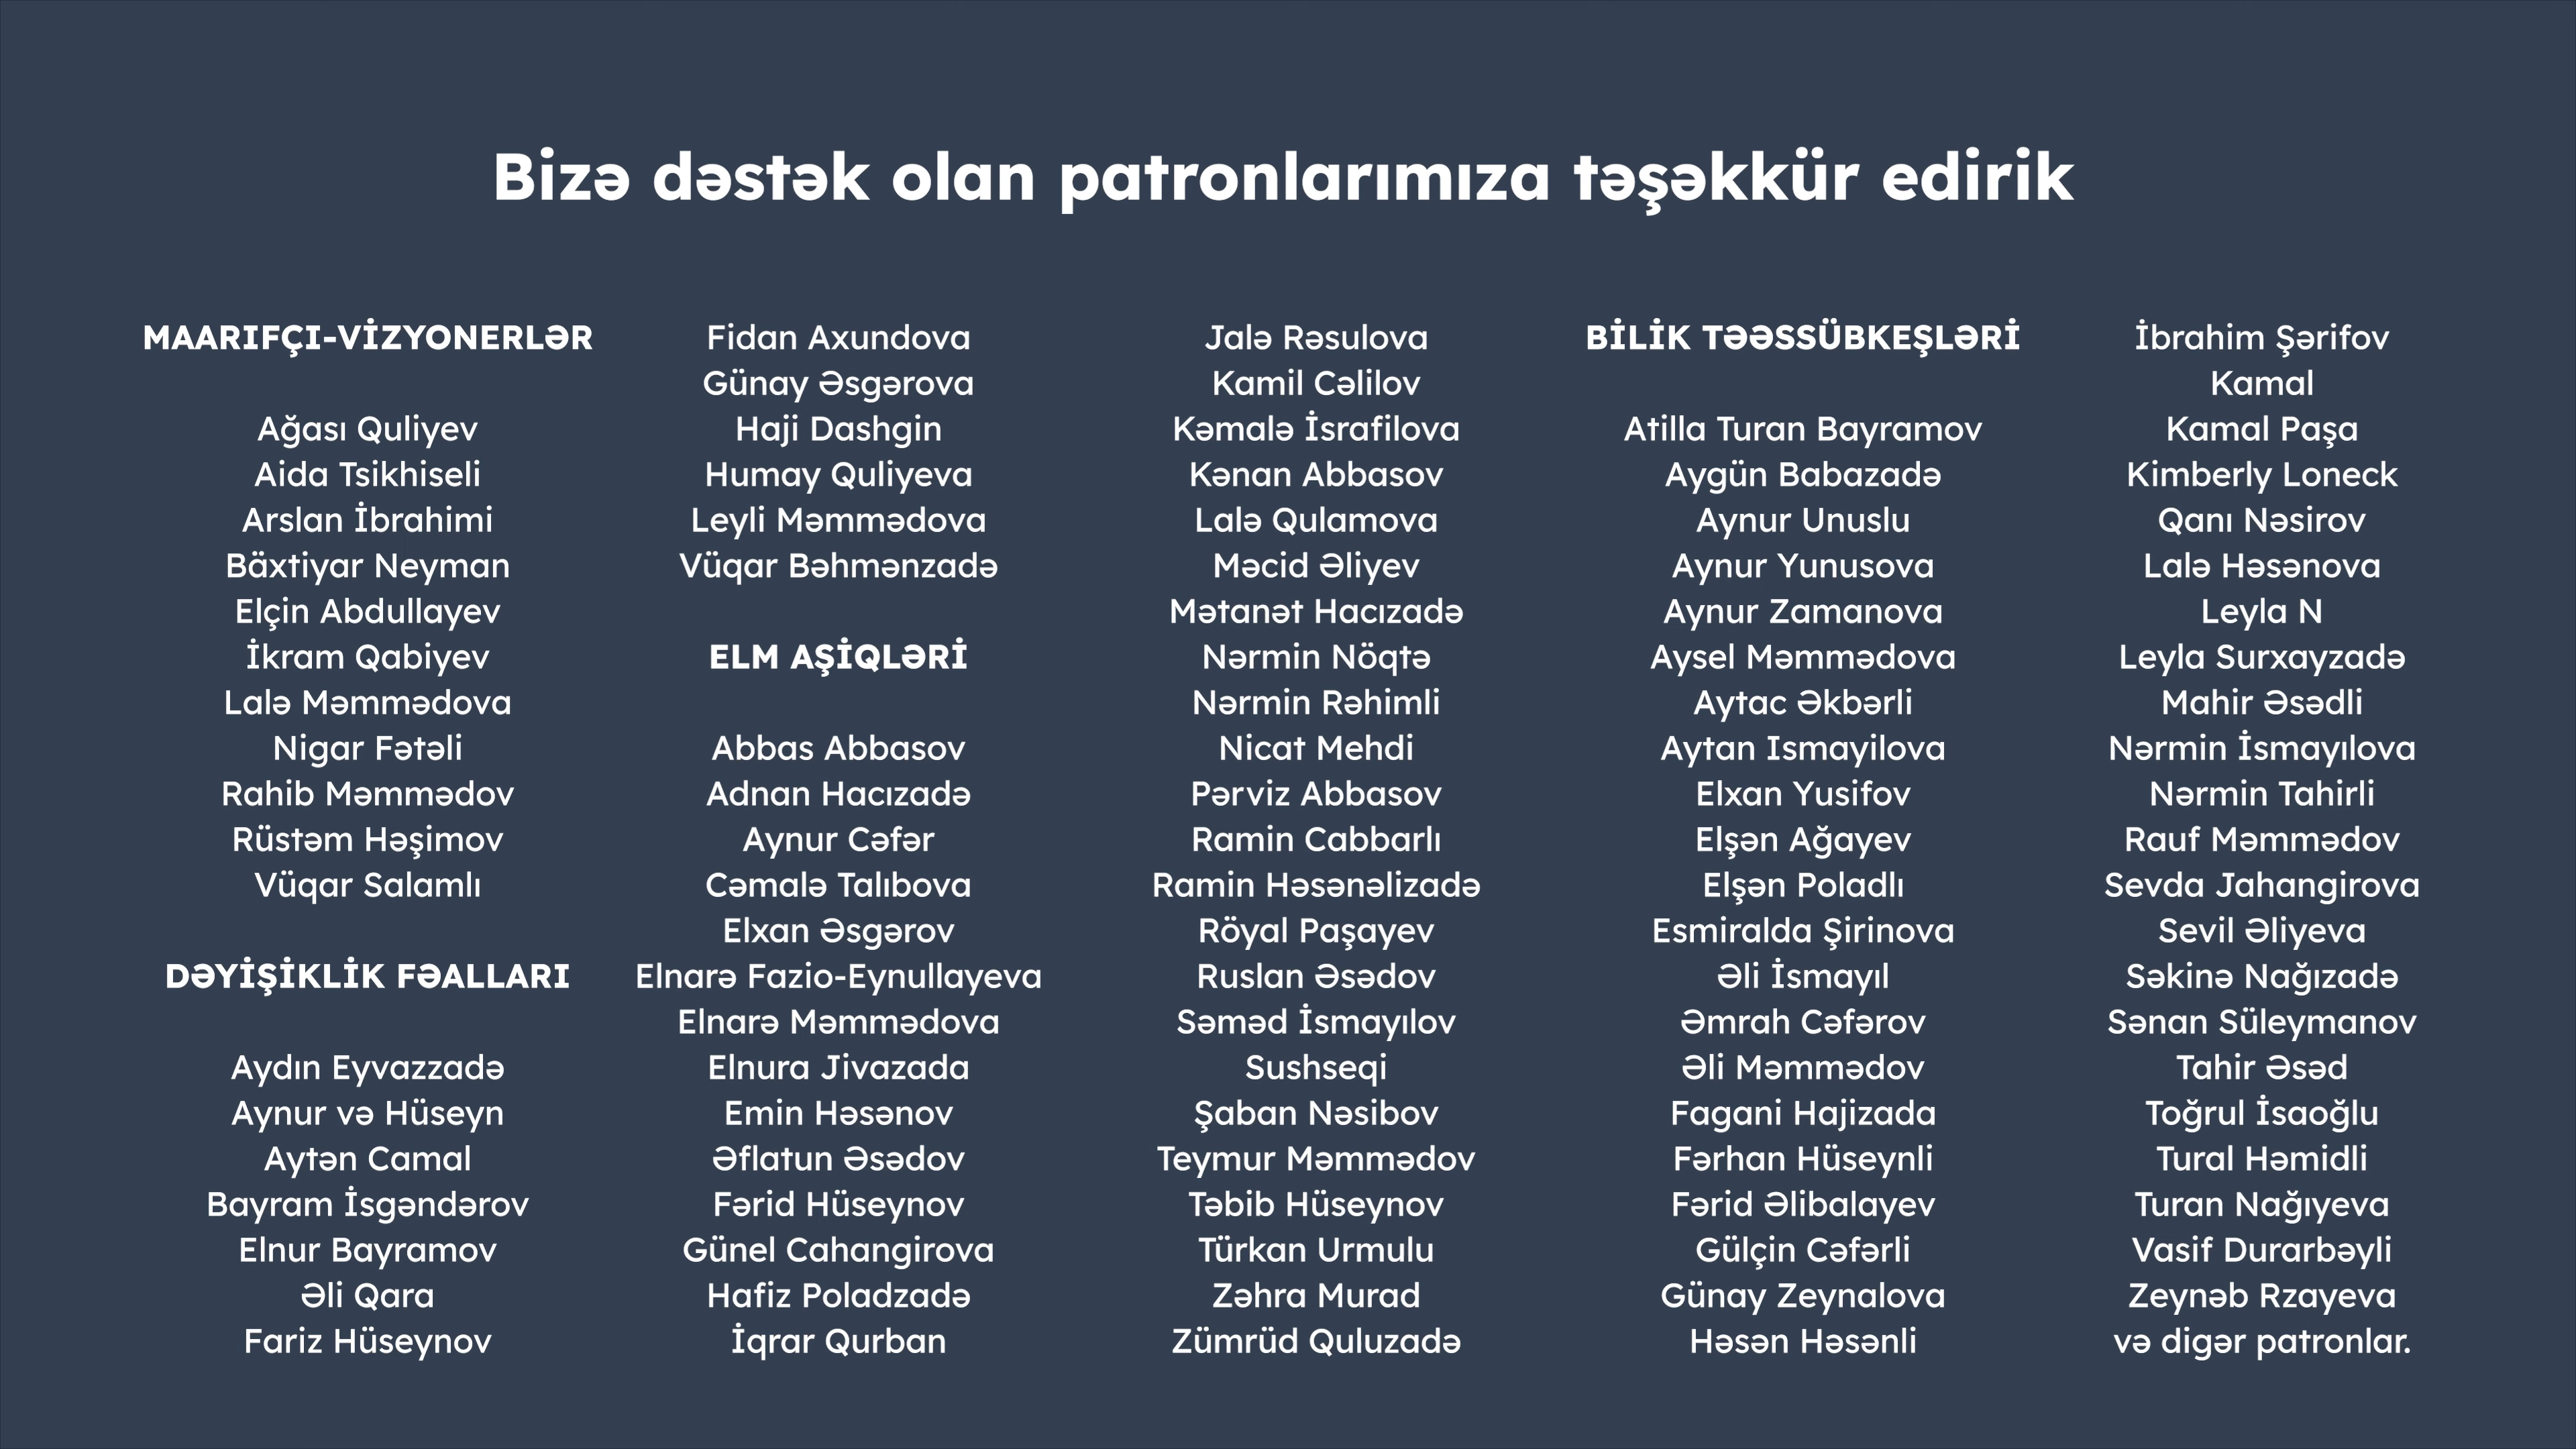 Bizə dəstək olan patronlarımıza təşəkkür edirik
MAARIFÇI-VİZYONERLƏR
Ağası Quliyev
Aida Tsikhiseli
Arslan İbrahimi
Bäxtiyar Neyman
Elçin Abdullayev
İkram Qabiyev
Lalə Məmmədova
Nigar Fətəli
Rahib Məmmədov
Rüstəm Həşimov
Vüqar Salamlı
DƏYİŞİKLİK FƏALLARI
Aydın Eyvazzadə
Aynur və Hüseyn
Aytən Camal
Bayram İsgəndərov
Elnur Bayramov
Əli Qara
Fariz Hüseynov
Fidan Axundova
Günay Əsgərova
Haji Dashgin
Humay Quliyeva
Leyli Məmmədova
Vüqar Bəhmənzadə
ELM AŞİQLƏRİ
Abbas Abbasov
Adnan Hacızadə
Aynur Cəfər
Cəmalə Talıbova
Elxan Əsgərov
Elnarə Fazio-Eynullayeva
Elnarə Məmmədova
Elnura Jivazada
Emin Həsənov
Əflatun Əsədov
Fərid Hüseynov
Günel Cahangirova
Hafiz Poladzadə
İqrar Qurban
Jalə Rəsulova
Kamil Cəlilov
Kəmalə İsrafilova
Kənan Abbasov
Lalə Qulamova
Məcid Əliyev
Mətanət Hacızadə
Nərmin Nöqtə
Nərmin Rəhimli
Nicat Mehdi
Pərviz Abbasov
Ramin Cabbarlı
Ramin Həsənəlizadə
Röyal Paşayev
Ruslan Əsədov
Səməd İsmayılov
Sushseqi
Şaban Nəsibov
Teymur Məmmədov
Təbib Hüseynov
Türkan Urmulu
Zəhra Murad
Zümrüd Quluzadə
BİLİK TƏƏSSÜBKEŞLƏRİ
Atilla Turan Bayramov
Aygün Babazadə
Aynur Unuslu
Aynur Yunusova
Aynur Zamanova
Aysel Məmmədova
Aytac Əkbərli
Aytan Ismayilova
Elxan Yusifov
Elşən Ağayev
Elşən Poladlı
Esmiralda Şirinova
Əli İsmayıl
Əmrah Cəfərov
Əli Məmmədov
Fagani Hajizada
Fərhan Hüseynli
Fərid Əlibalayev
Gülçin Cəfərli
Günay Zeynalova
Həsən Həsənli
İbrahim Şərifov
Kamal
Kamal Paşa
Kimberly Loneck
Qanı Nəsirov
Lalə Həsənova
Leyla N
Leyla Surxayzadə
Mahir Əsədli
Nərmin İsmayılova
Nərmin Tahirli
Rauf Məmmədov
Sevda Jahangirova
Sevil Əliyeva
Səkinə Nağızadə
Sənan Süleymanov
Tahir Əsəd
Toğrul İsaoğlu
Tural Həmidli
Turan Nağıyeva
Vasif Durarbəyli
Zeynəb Rzayeva
və digər patronlar.